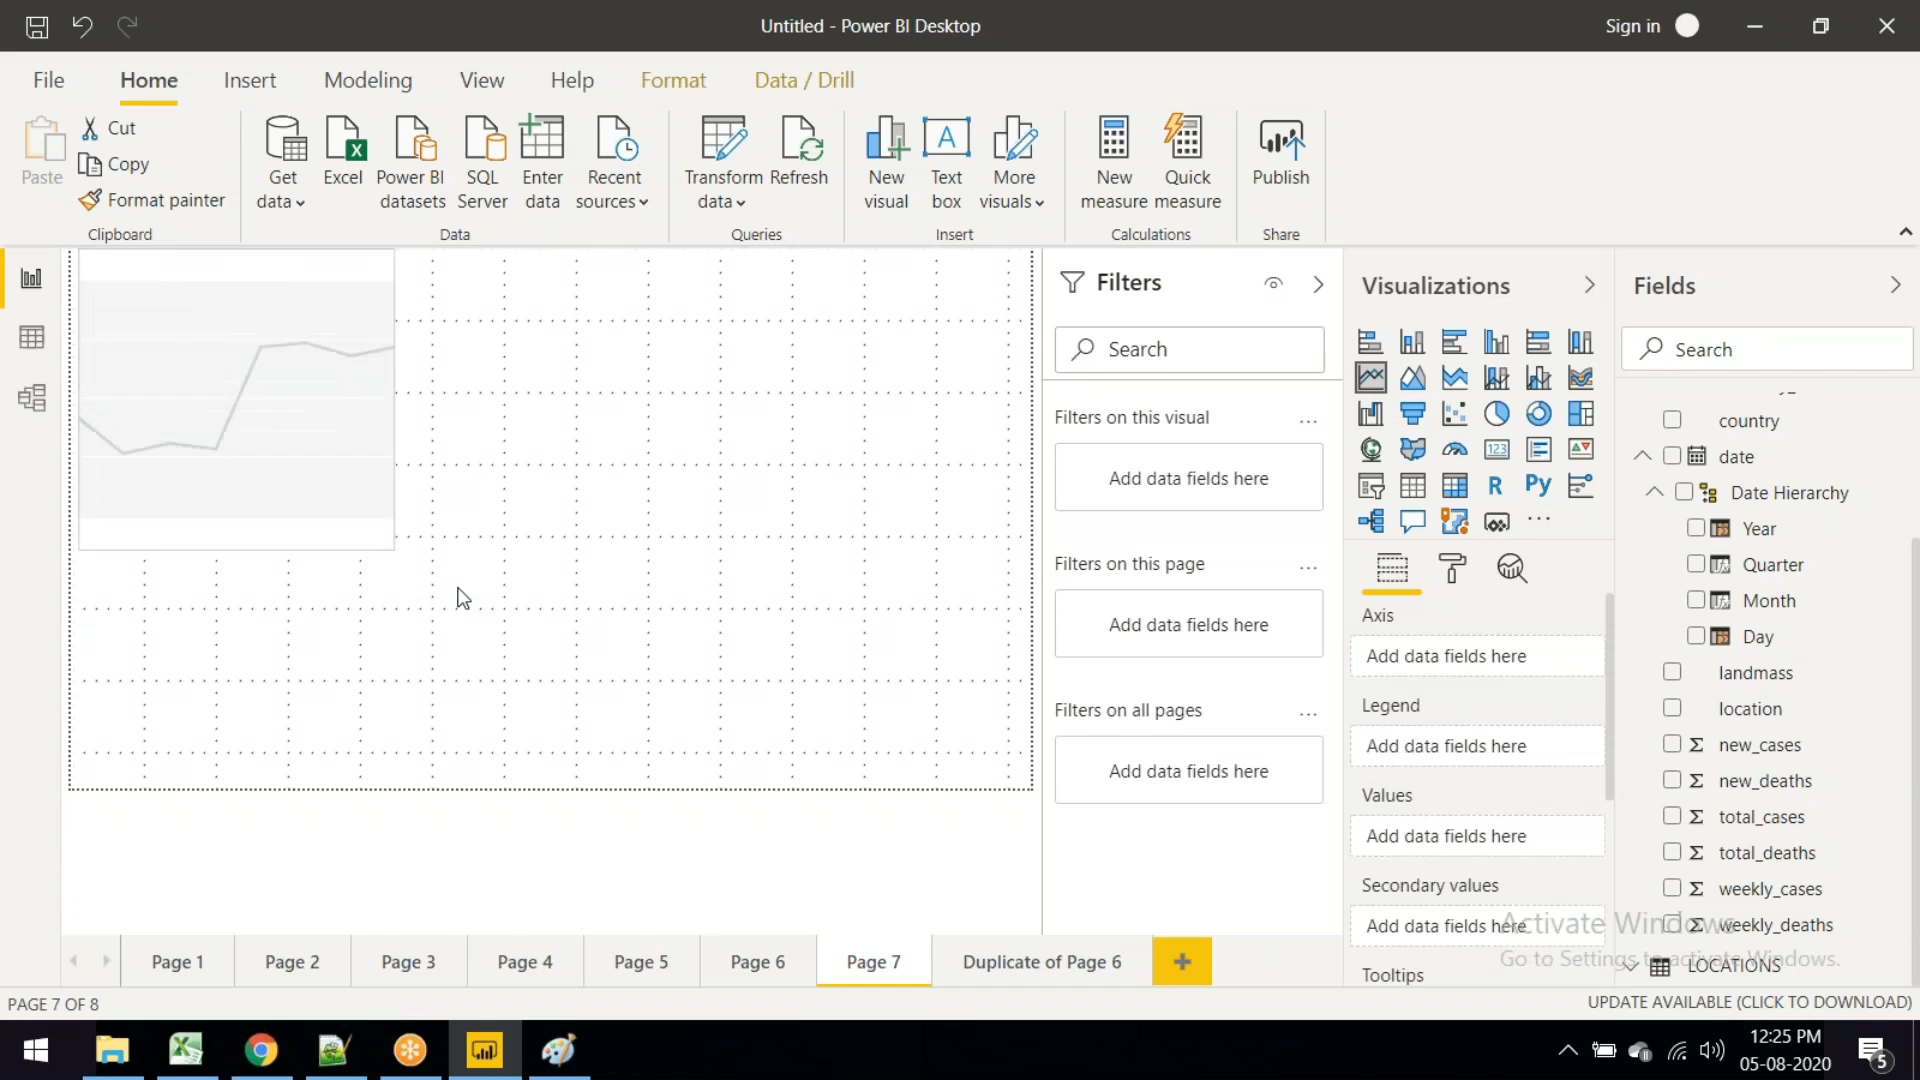 Untitled - Power BI Desktop
Sign in
File Home Insert Modeling View Help Format Data / Drill
Paste
Cut
Copy
Format painter
Clipboard
Get data
Excel
Power BI datasets
SQL Server
Enter data
Recent sources
Data
Transform data
Refresh
Queries
New visual
Text box
More visuals
Insert
New measure
Quick measure
Calculations
Publish
Share
Filters
Search
Filters on this visual ...
Add data fields here
Filters on this page ...
Add data fields here
Filters on all pages ...
Add data fields here
Visualizations
123
R
Py
...
Axis
Add data fields here
Legend
Add data fields here
Values
Add data fields here
Secondary values
Add data fields here
Tooltips
Fields
Search
country
date
Date Hierarchy
Year
Quarter
Month
Day
landmass
location
Σ new_cases
Σ new_deaths
Σ total_cases
Σ total_deaths
Σ weekly_cases
Σ weekly_deaths
LOCATIONS
Activate Windows
Go to Settings to activate Windows.
Page 1 Page 2 Page 3 Page 4 Page 5 Page 6 Page 7 Duplicate of Page 6 +
PAGE 7 OF 8
UPDATE AVAILABLE (CLICK TO DOWNLOAD)
12:25 PM
05-08-2020
5